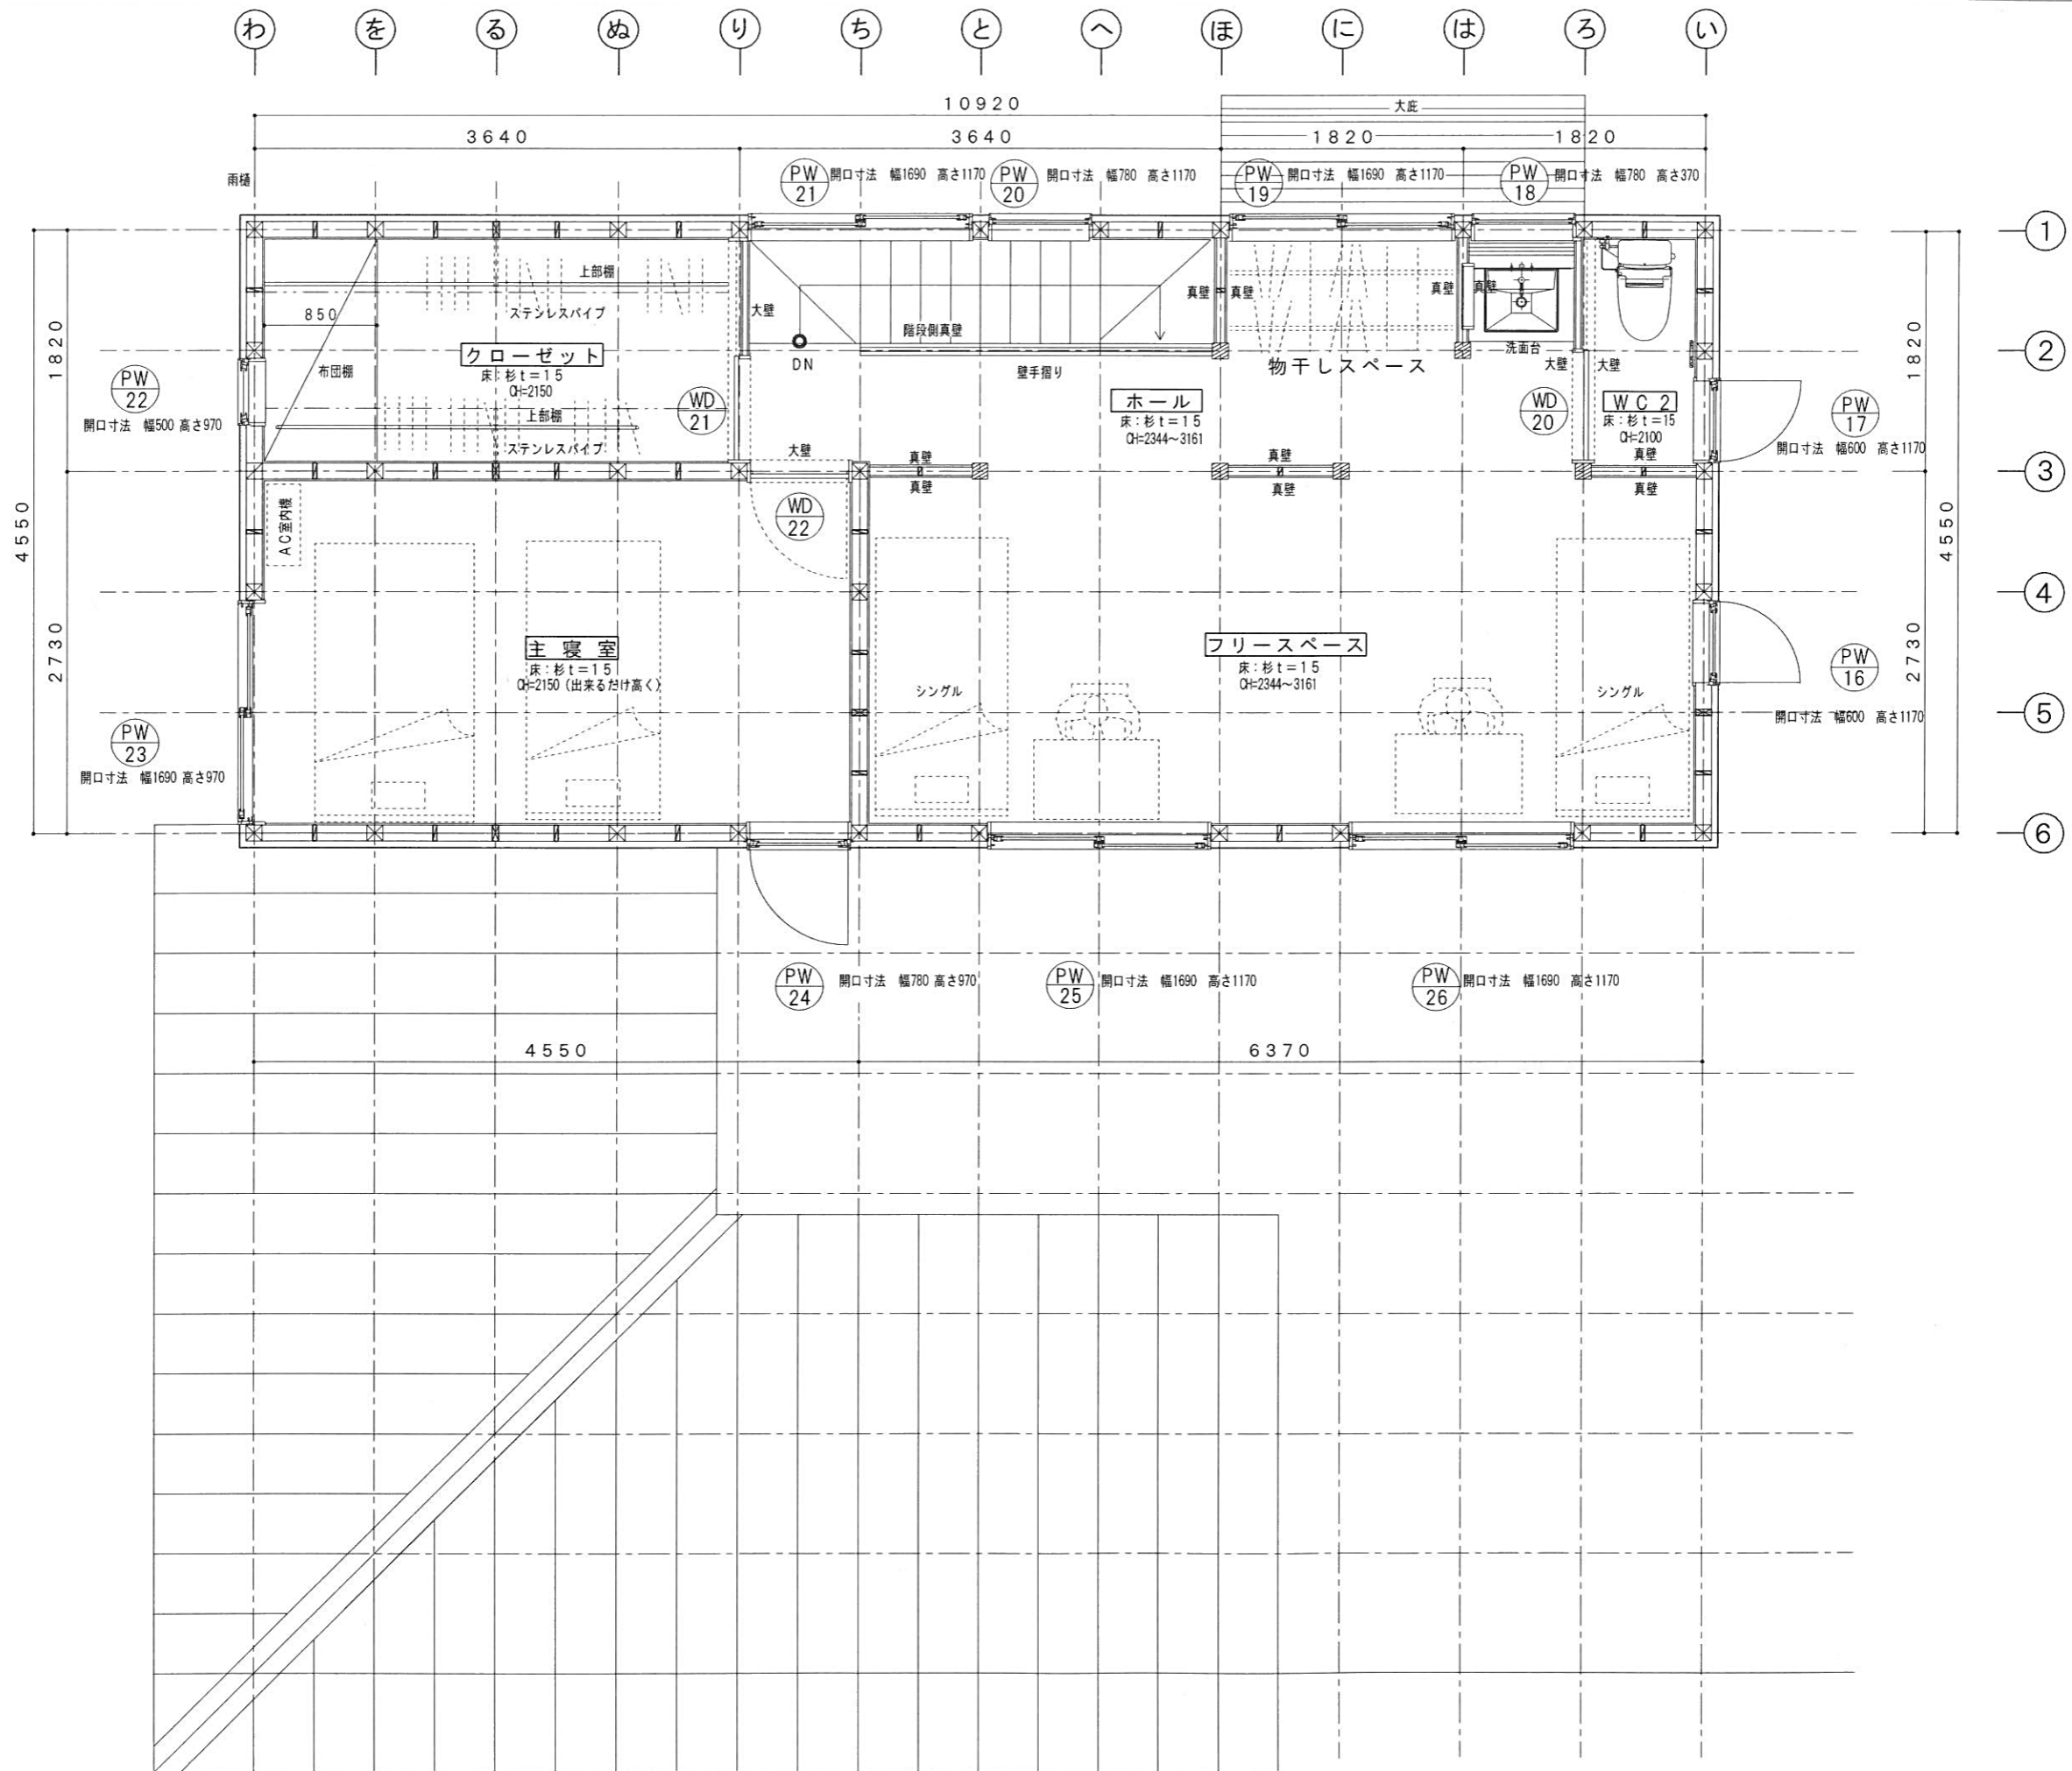 わ を る ぬ り ち と へ ほ に は ろ い
10920
大庇
3640 3640 1820 1820
雨樋
PW 21 開口寸法 幅1690 高さ1170
PW 20 開口寸法 幅780 高さ1170
PW 19 開口寸法 幅1690 高さ1170
PW 18 開口寸法 幅780 高さ370
1
上部棚
ステンレスパイプ
850
大壁
階段側真壁
真壁 真壁
真壁 真壁
1820
1820
クローゼット
床:杉t=15
CH=2150
布団棚
DN
壁手摺り
物干しスペース
洗面台
大壁 大壁
2
PW 22
開口寸法 幅500 高さ970
上部棚
ステンレスパイプ
WD 21
大壁
ホール
床:杉t=15
CH=2344~3161
WD 20
WC2
床:杉t=15
CH=2100
真壁
PW 17
開口寸法 幅600 高さ1170
真壁
真壁
真壁
真壁
真壁
3
4550
4550
AC室内機
WD 22
4
2730
2730
主寝室
床:杉t=15
CH=2150(出来るだけ高く)
フリースペース
床:杉t=15
CH=2344~3161
シングル
シングル
PW 16
開口寸法 幅600 高さ1170
5
PW 23
開口寸法 幅1690 高さ970
6
PW 24 開口寸法 幅780 高さ970
PW 25 開口寸法 幅1690 高さ1170
PW 26 開口寸法 幅1690 高さ1170
4550 6370